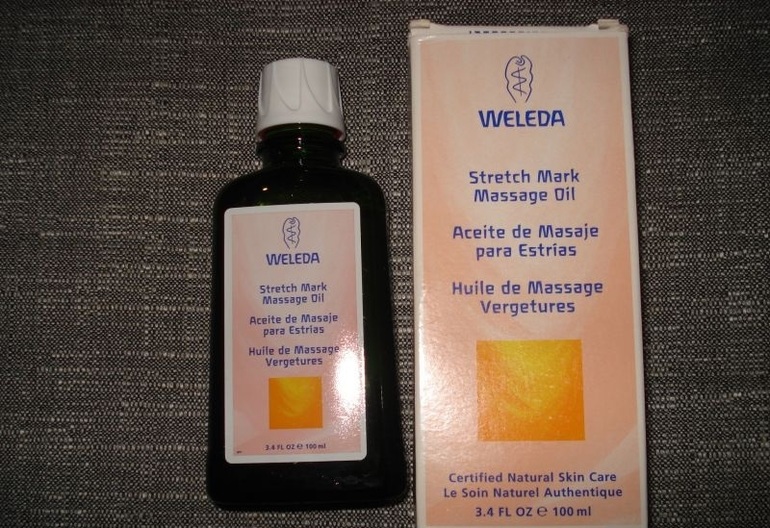 WELEDA
Stretch Mark
Massage Oil
Aceite de Masaje
para Estrias
Huile de Massage
Vergetures
3.4 FL OZ ℮ 100 ml
WELEDA
Stretch Mark
Massage Oil
Aceite de Masaje
para Estrias
Huile de Massage
Vergetures
Certified Natural Skin Care
Le Soin Naturel Authentique
3.4 FL OZ ℮ 100 ml